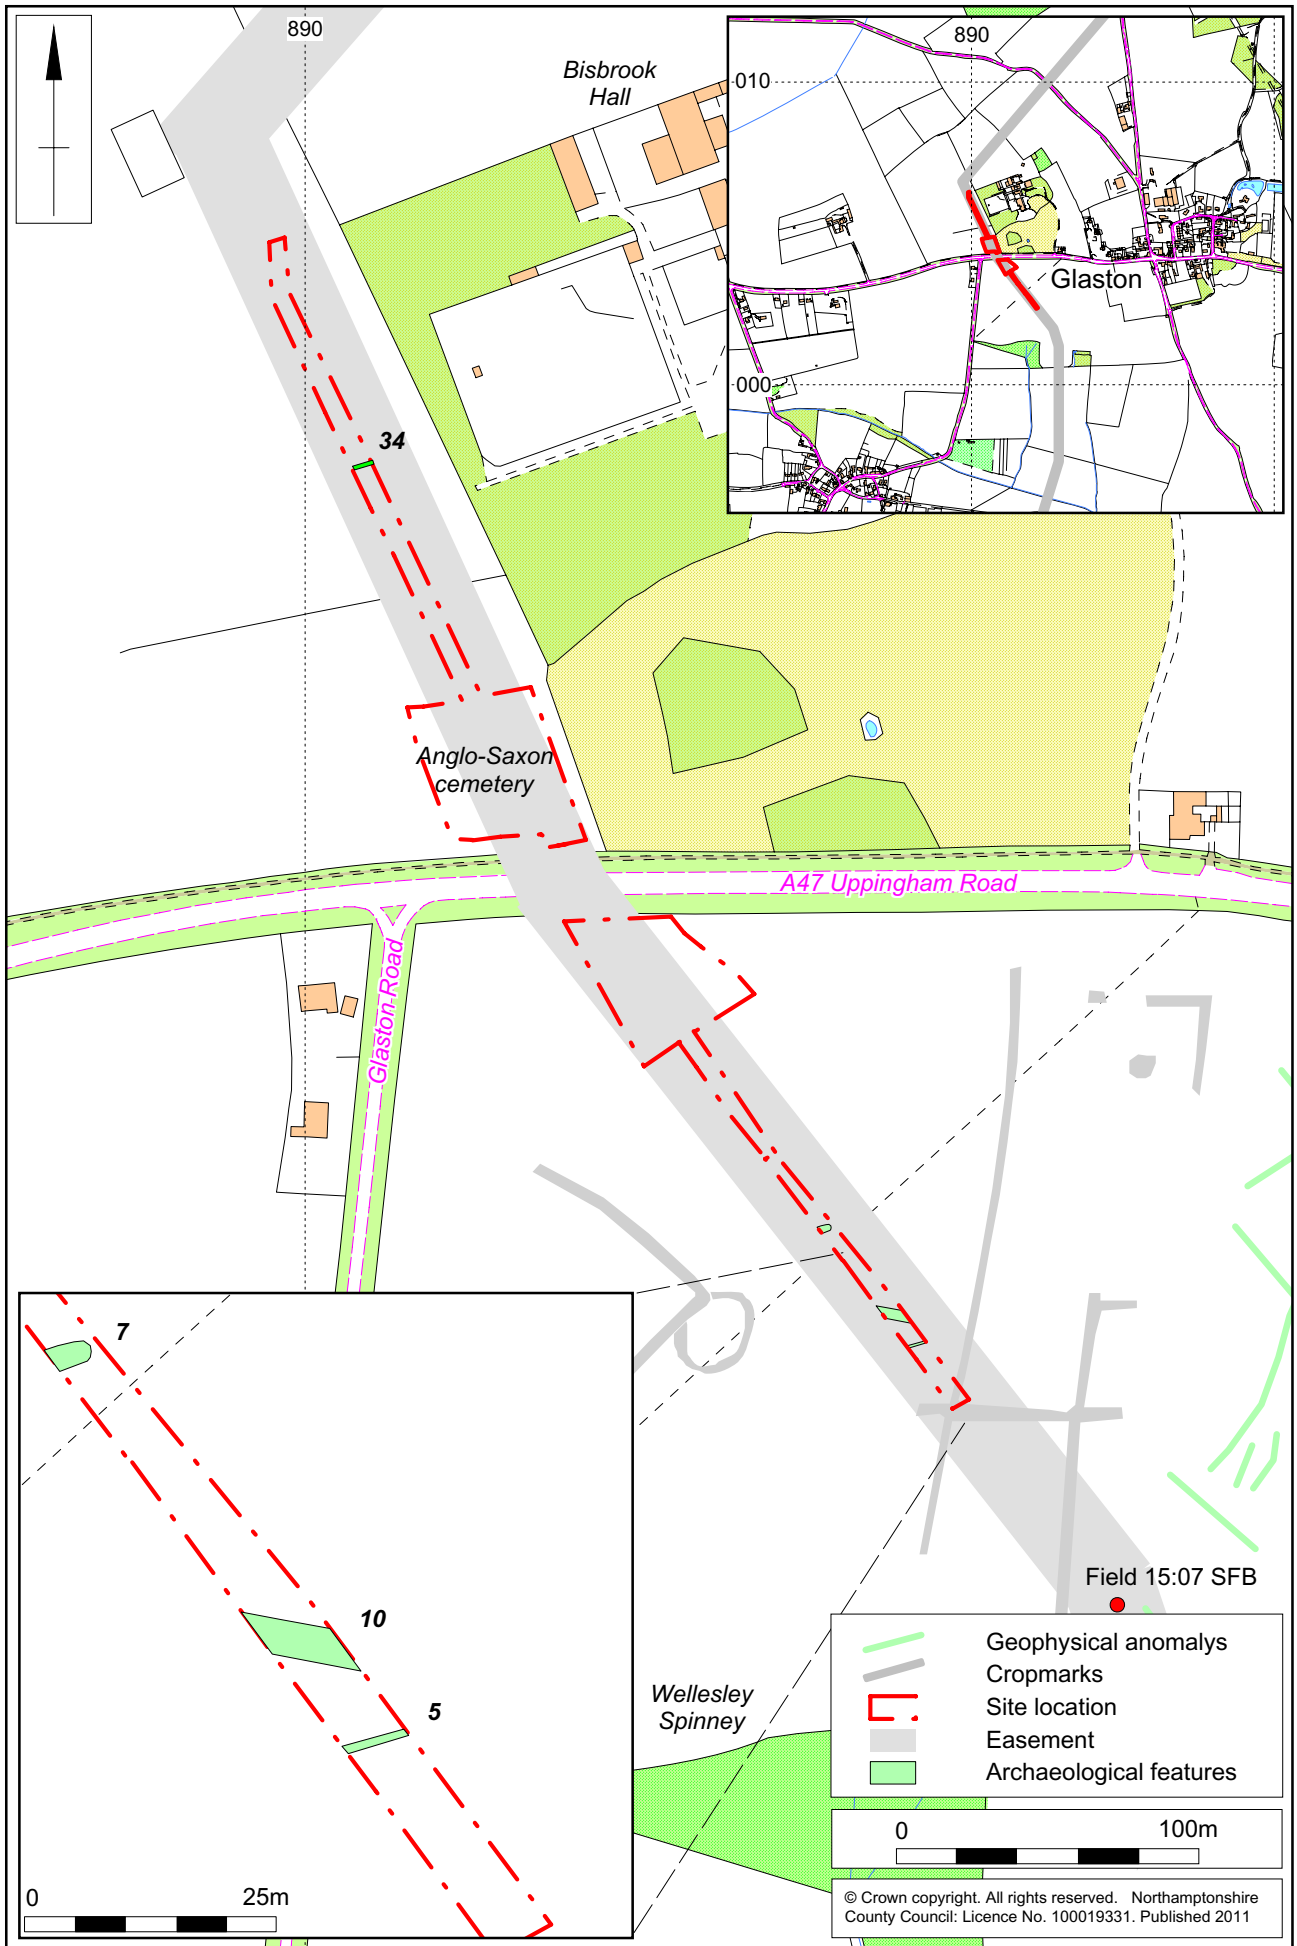 890
Bisbrook
Hall
890
010
Glaston
000
34
Anglo-Saxon
cemetery
A47 Uppingham Road
Glaston Road
7
10
5
0 25m
Field 15:07 SFB
Wellesley
Spinney
Geophysical anomalys
Cropmarks
Site location
Easement
Archaeological features
0 100m
© Crown copyright. All rights reserved. Northamptonshire
County Council: Licence No. 100019331. Published 2011